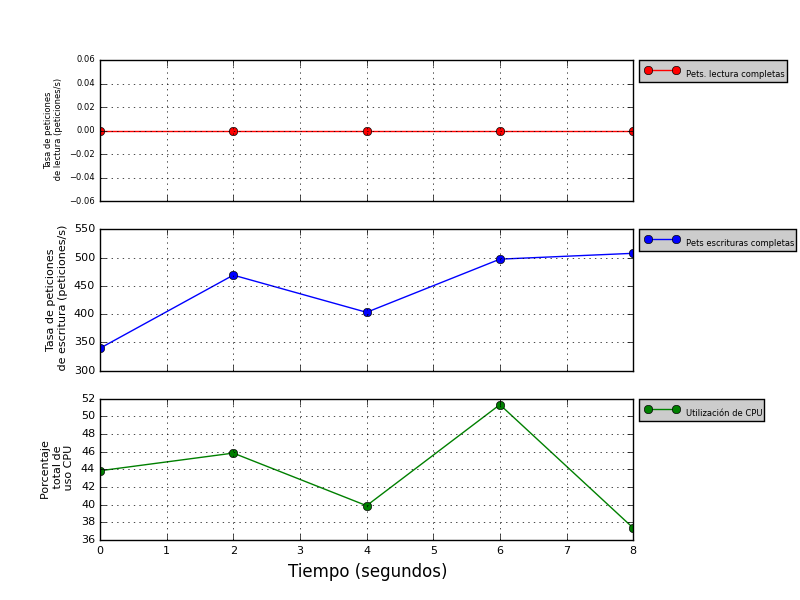 Tasa de peticiones
de lectura (peticiones/s)
0.06
0.04
0.02
0.00
−0.02
−0.04
−0.06
Pets. lectura completas
Tasa de peticiones
de escritura (peticiones/s)
550
500
450
400
350
300
Pets escrituras completas
Porcentaje
total de
uso CPU
52
50
48
46
44
42
40
38
36
Utilización de CPU
0 1 2 3 4 5 6 7 8
Tiempo (segundos)